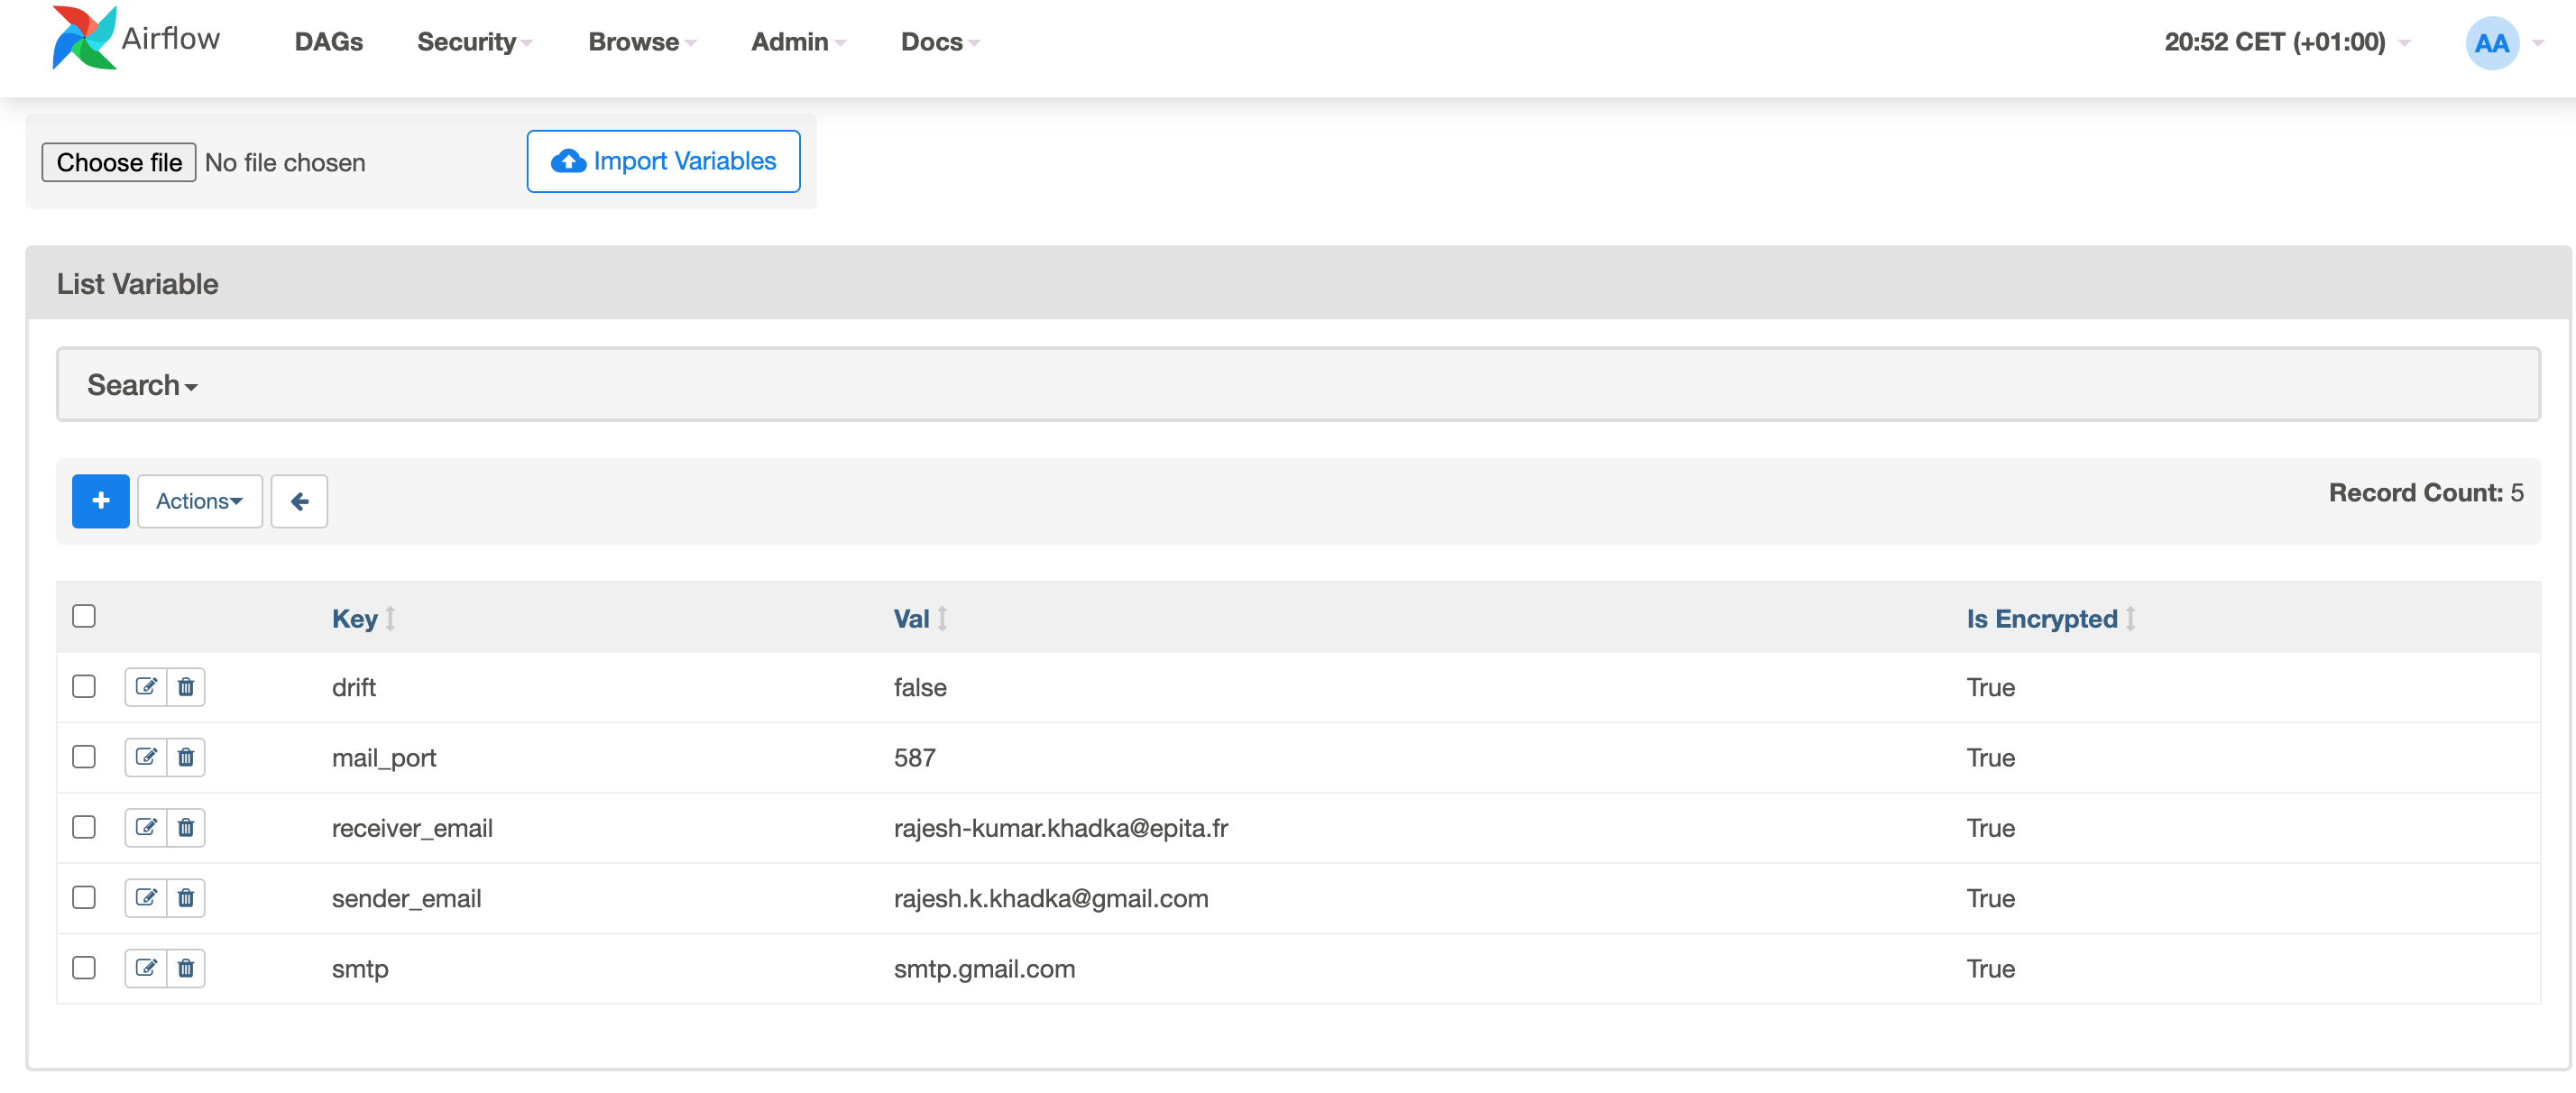 Airflow DAGs Security Browse Admin Docs 20:52 CET (+01:00) AA
Choose file No file chosen Import Variables
List Variable
Search
+ Actions Record Count: 5
Key Val Is Encrypted
drift false True
mail_port 587 True
receiver_email rajesh-kumar.khadka@epita.fr True
sender_email rajesh.k.khadka@gmail.com True
smtp smtp.gmail.com True